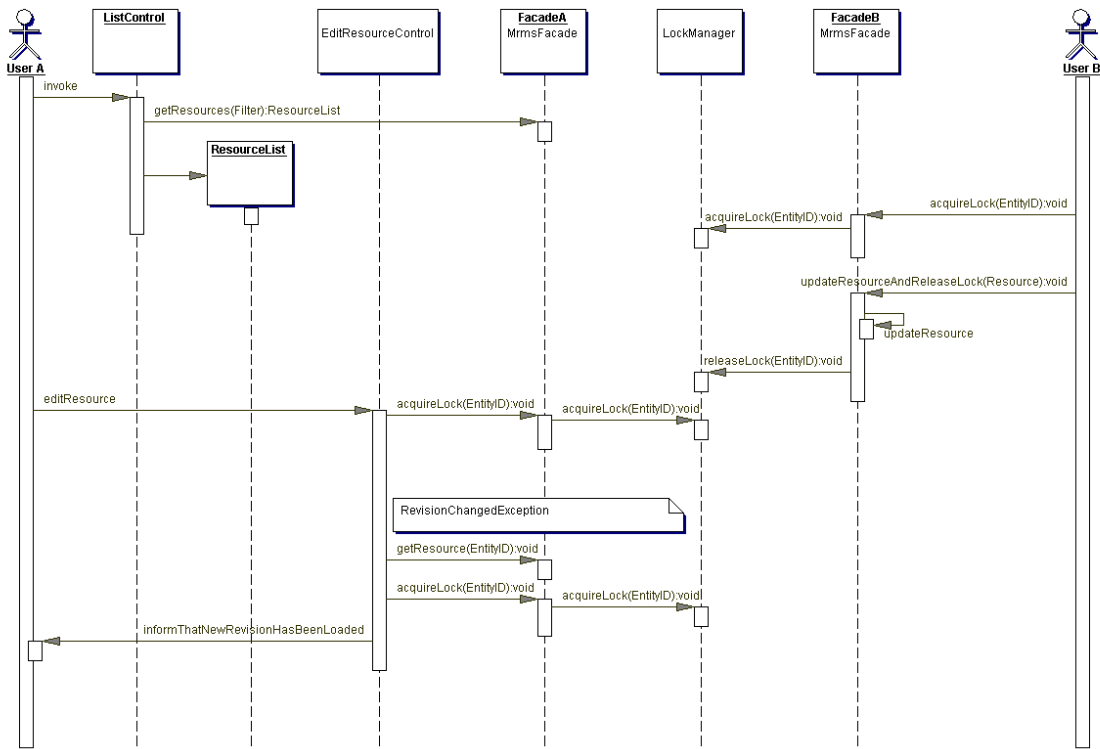 ListControl
EditResourceControl
FacadeA
MrmsFacade
LockManager
FacadeB
MrmsFacade
User A
User B
invoke
getResources(Filter):ResourceList
ResourceList
acquireLock(EntityID):void
acquireLock(EntityID):void
updateResourceAndReleaseLock(Resource):void
updateResource
releaseLock(EntityID):void
editResource
acquireLock(EntityID):void
acquireLock(EntityID):void
RevisionChangedException
getResource(EntityID):void
acquireLock(EntityID):void
acquireLock(EntityID):void
informThatNewRevisionHasBeenLoaded